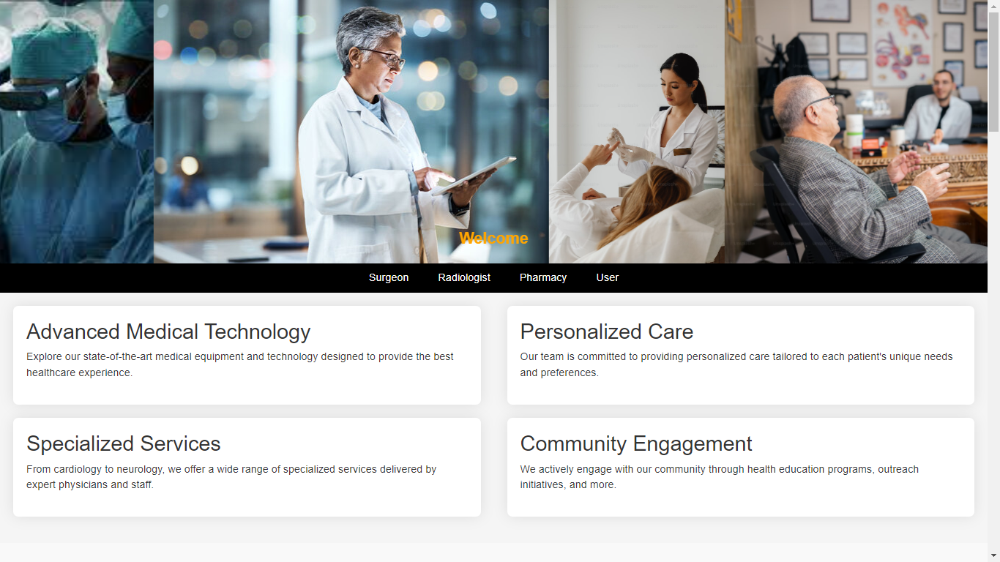 Welcome
Surgeon Radiologist Pharmacy User
Advanced Medical Technology
Explore our state-of-the-art medical equipment and technology designed to provide the best
healthcare experience.
Personalized Care
Our team is committed to providing personalized care tailored to each patient's unique needs
and preferences.
Specialized Services
From cardiology to neurology, we offer a wide range of specialized services delivered by
expert physicians and staff.
Community Engagement
We actively engage with our community through health education programs, outreach
initiatives, and more.